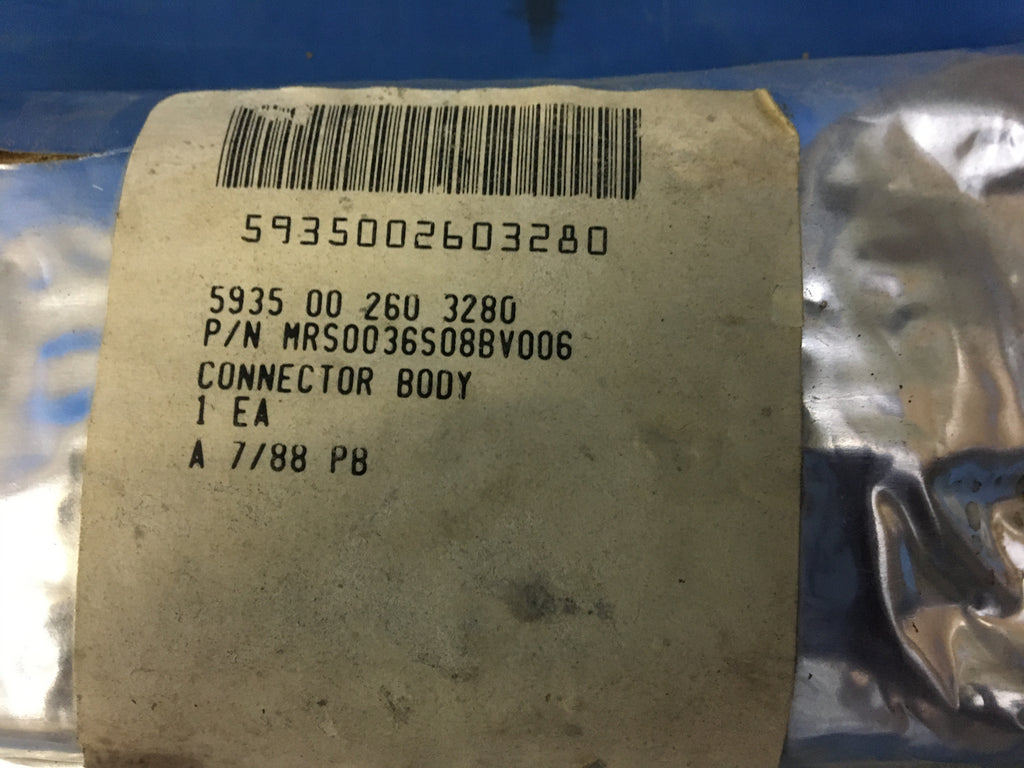 5935002603280
5935 00 260 3280
P/N MRS0036S08BV006
CONNECTOR BODY
1 EA
A 7/88 PB